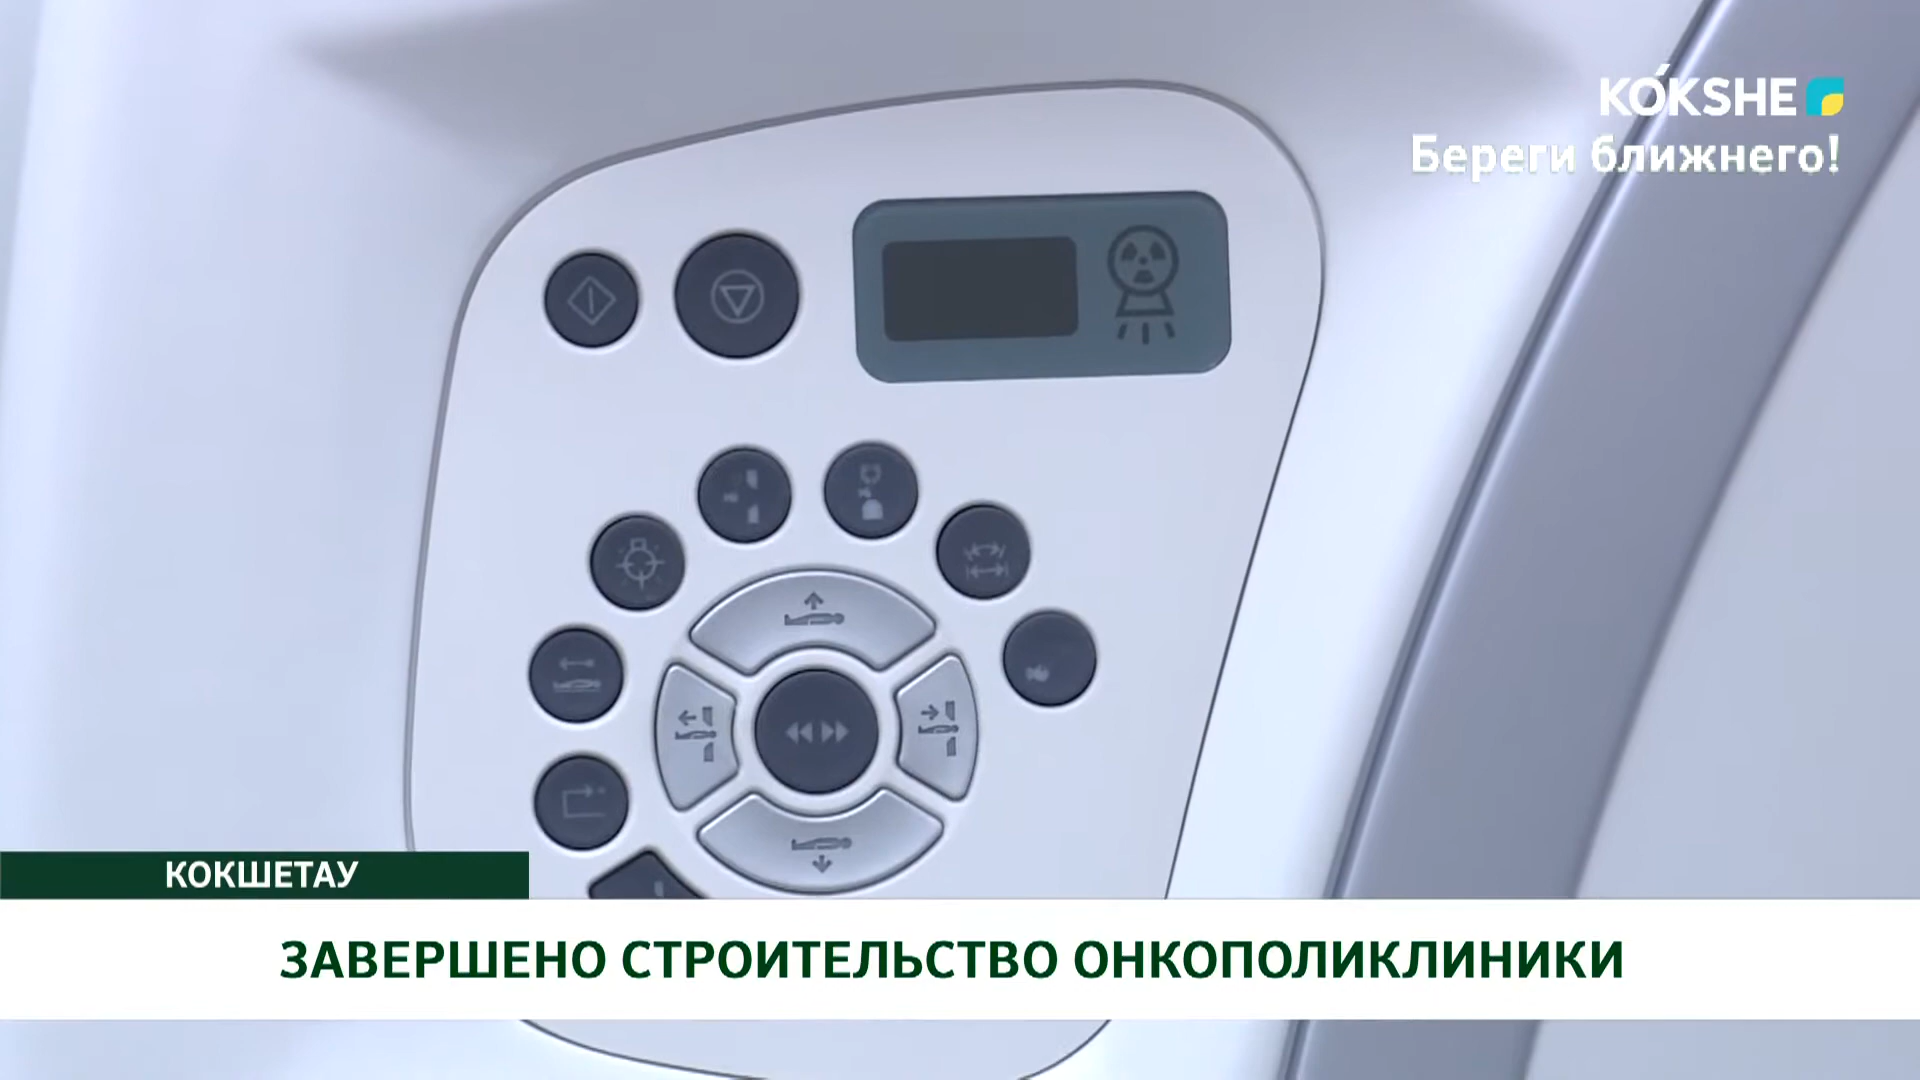 KÓKSHE
Береги ближнего!
КОКШЕТАУ
ЗАВЕРШЕНО СТРОИТЕЛЬСТВО ОНКОПОЛИКЛИНИКИ